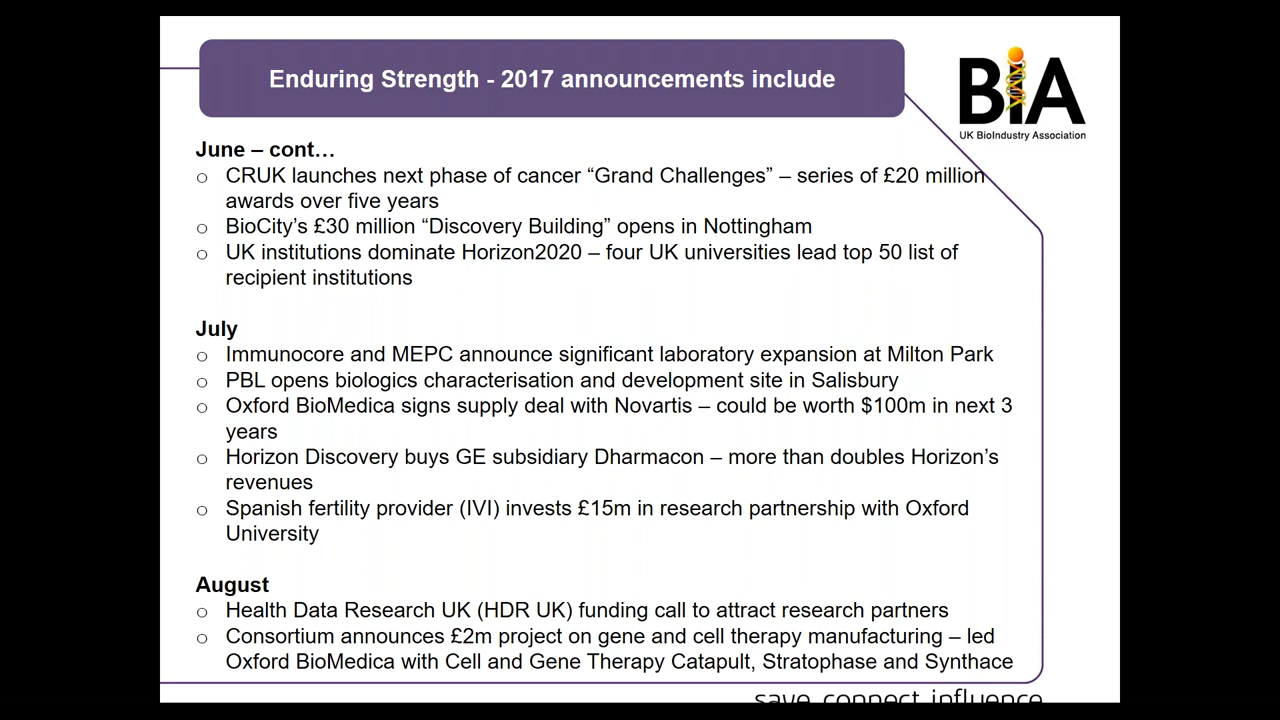 Enduring Strength - 2017 announcements include
BIA
UK BioIndustry Association
June – cont…
o CRUK launches next phase of cancer “Grand Challenges” – series of £20 million
awards over five years
o BioCity’s £30 million “Discovery Building” opens in Nottingham
o UK institutions dominate Horizon2020 – four UK universities lead top 50 list of
recipient institutions
July
o Immunocore and MEPC announce significant laboratory expansion at Milton Park
o PBL opens biologics characterisation and development site in Salisbury
o Oxford BioMedica signs supply deal with Novartis – could be worth $100m in next 3
years
o Horizon Discovery buys GE subsidiary Dharmacon – more than doubles Horizon’s
revenues
o Spanish fertility provider (IVI) invests £15m in research partnership with Oxford
University
August
o Health Data Research UK (HDR UK) funding call to attract research partners
o Consortium announces £2m project on gene and cell therapy manufacturing – led
Oxford BioMedica with Cell and Gene Therapy Catapult, Stratophase and Synthace
save connect influence